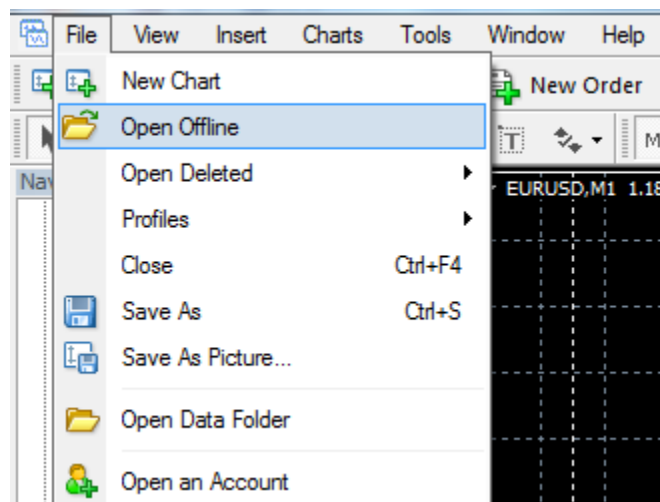 File View Insert Charts Tools Window Help
New Chart
New Order
Open Offline
Open Deleted
EURUSD,M1 1.18
Profiles
Close Ctrl+F4
Save As Ctrl+S
Save As Picture...
Open Data Folder
Open an Account